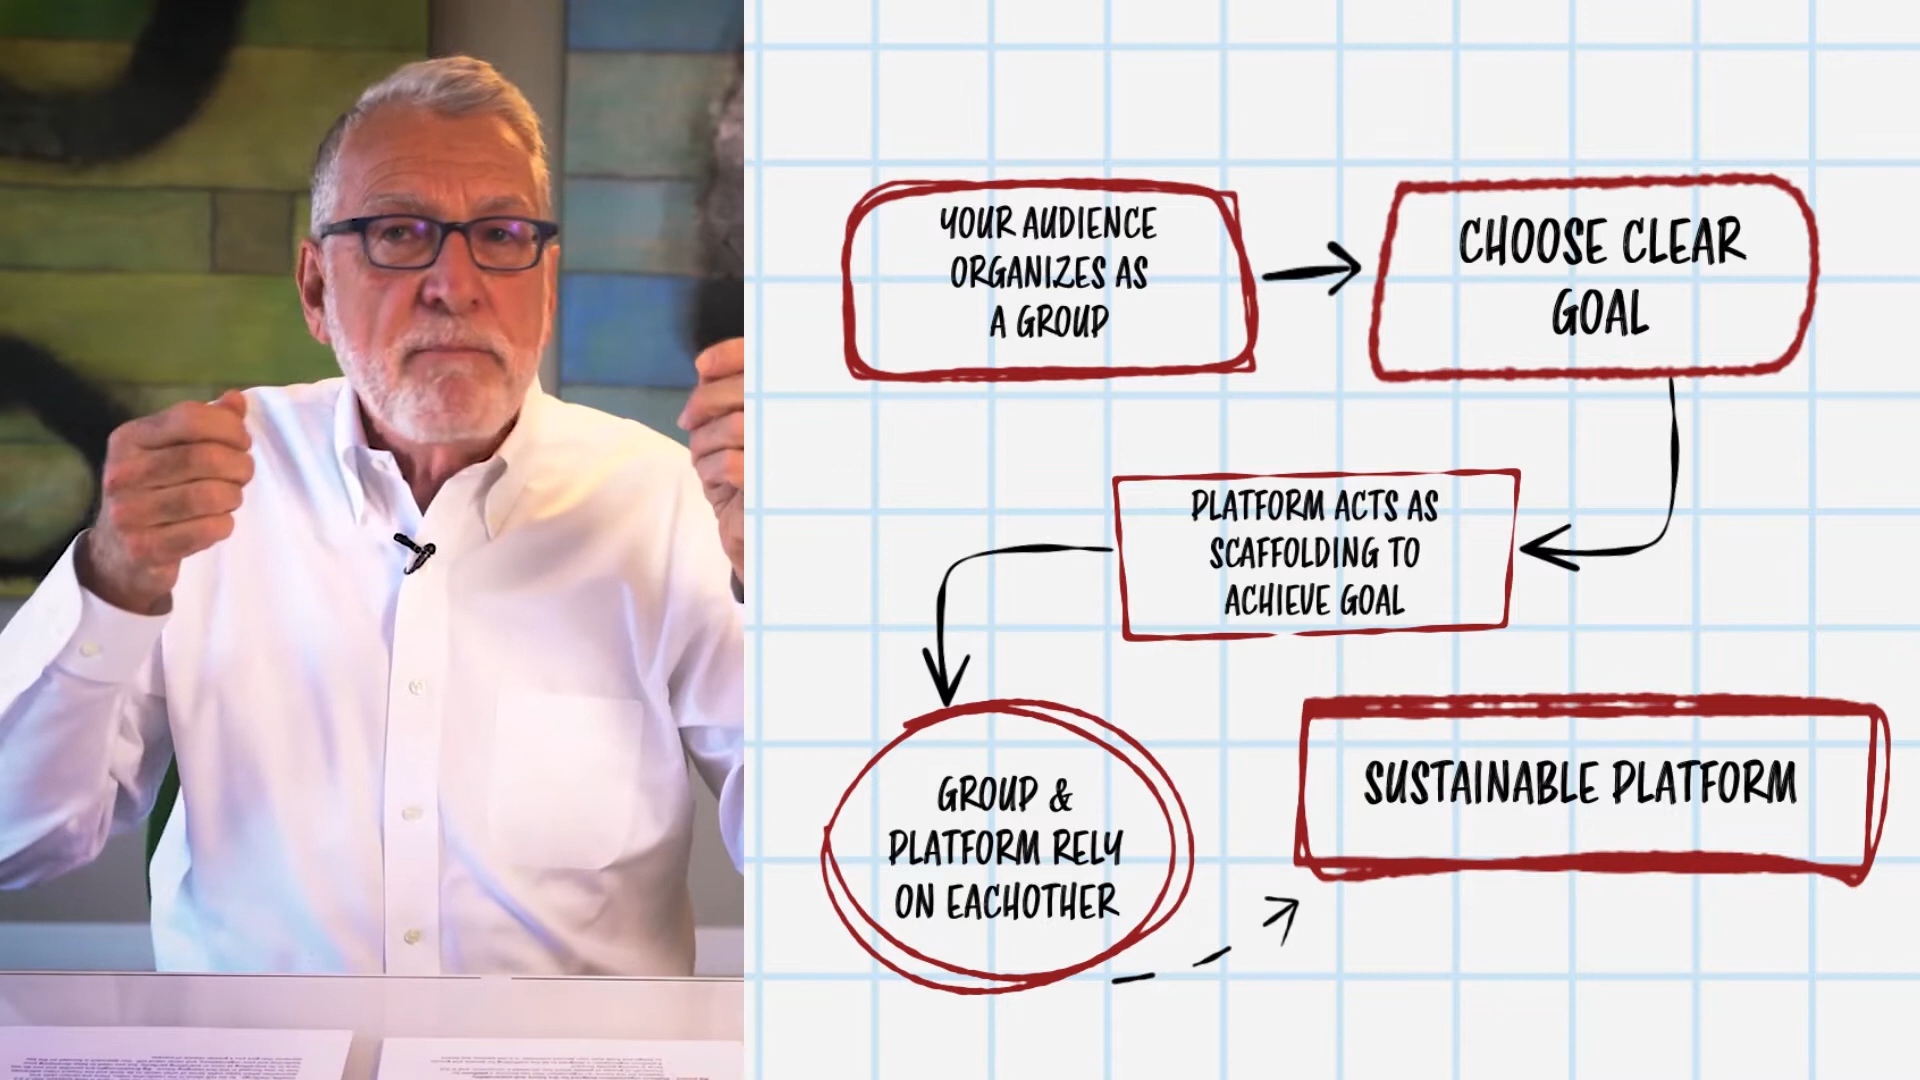 YOUR AUDIENCE
ORGANIZES AS
A GROUP
CHOOSE CLEAR
GOAL
PLATFORM ACTS AS
SCAFFOLDING TO
ACHIEVE GOAL
GROUP &
PLATFORM RELY
ON EACHOTHER
SUSTAINABLE PLATFORM